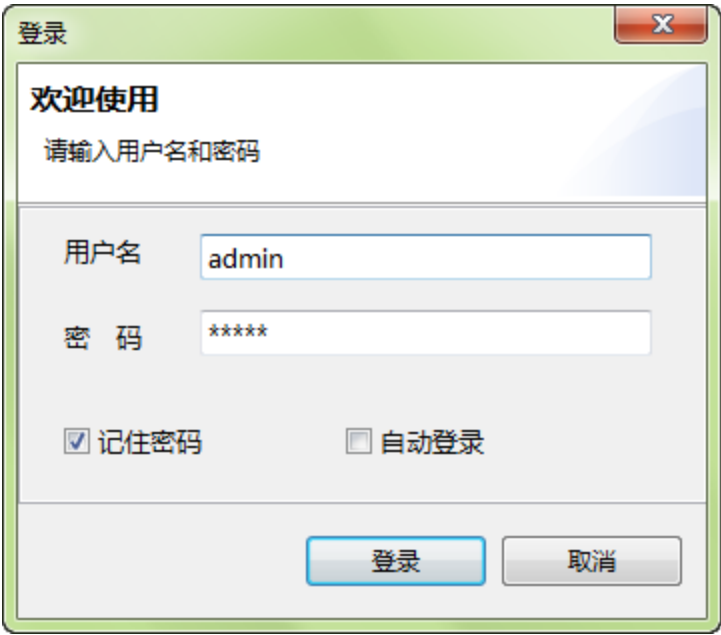 登录
欢迎使用
请输入用户名和密码
用户名 admin
密 码 *****
记住密码 自动登录
登录 取消